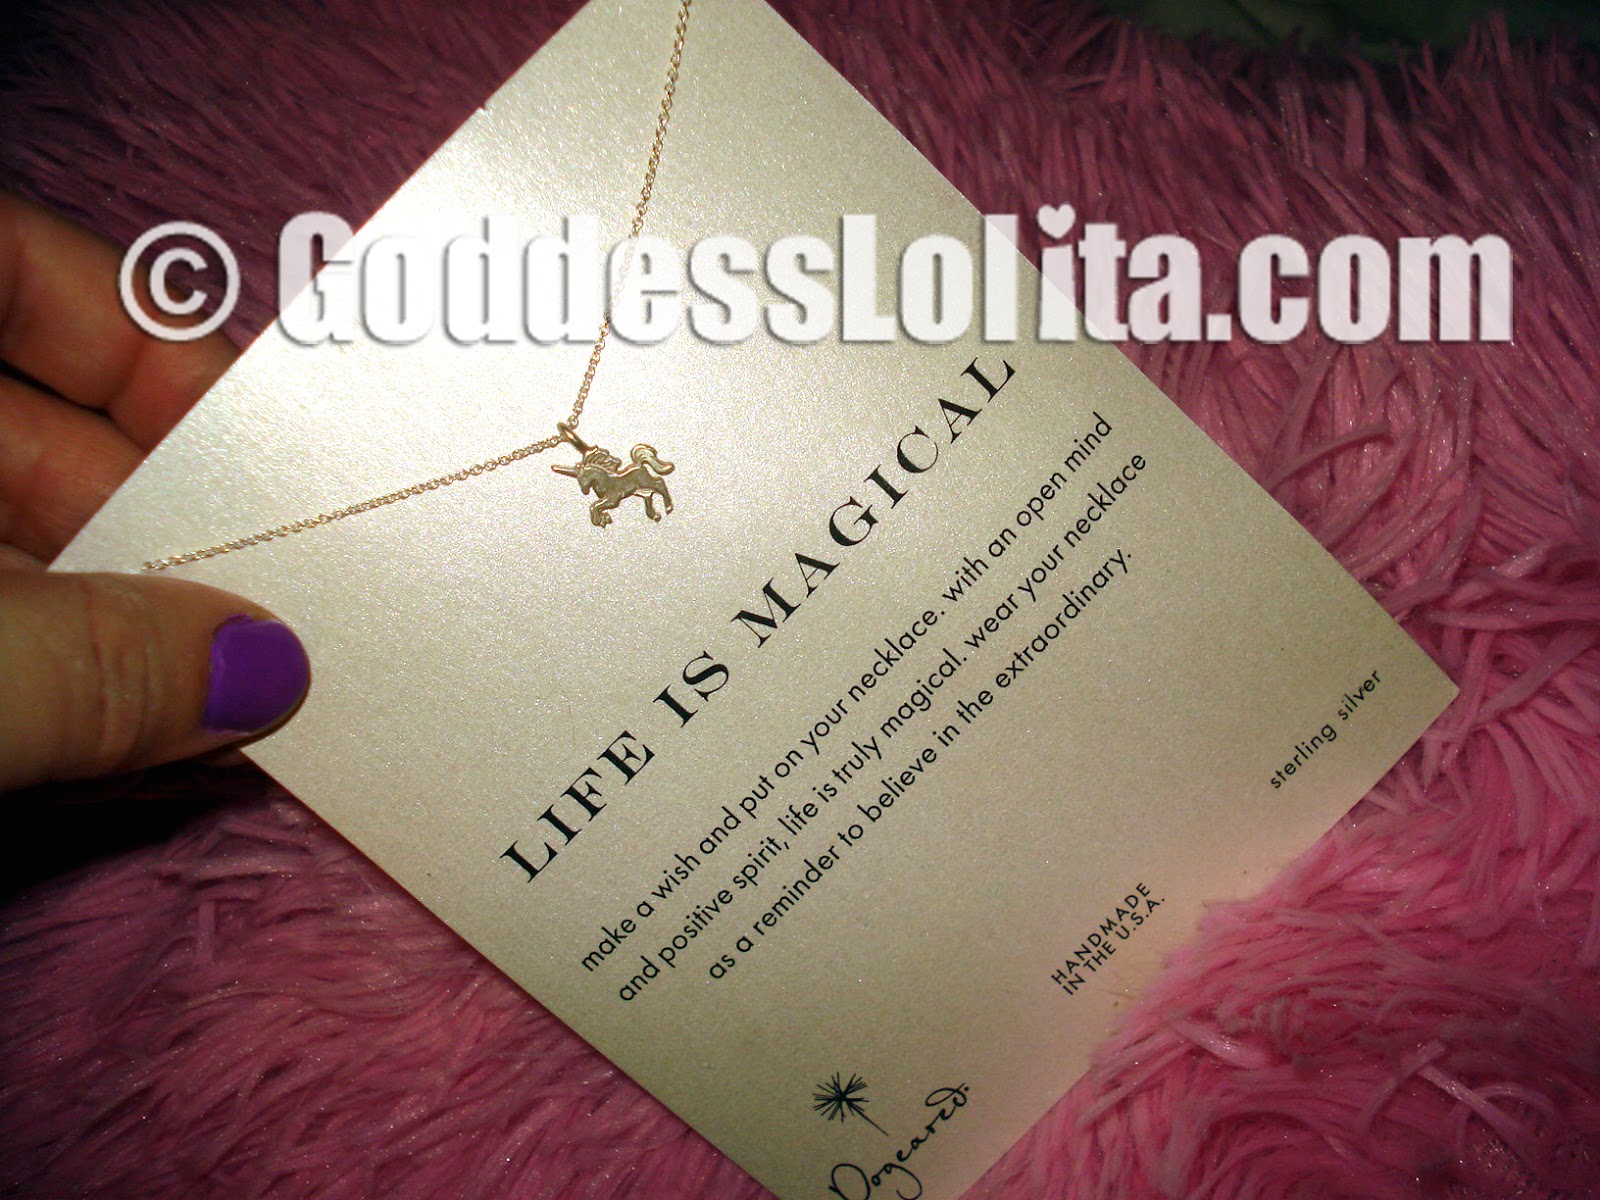 © GoddessLolita.com
LIFE IS MAGICAL
make a wish and put on your necklace. with an open mind
and positive spirit, life is truly magical. wear your necklace
as a reminder to believe in the extraordinary.
sterling silver
HANDMADE
IN THE U.S.A.
Dogeared.